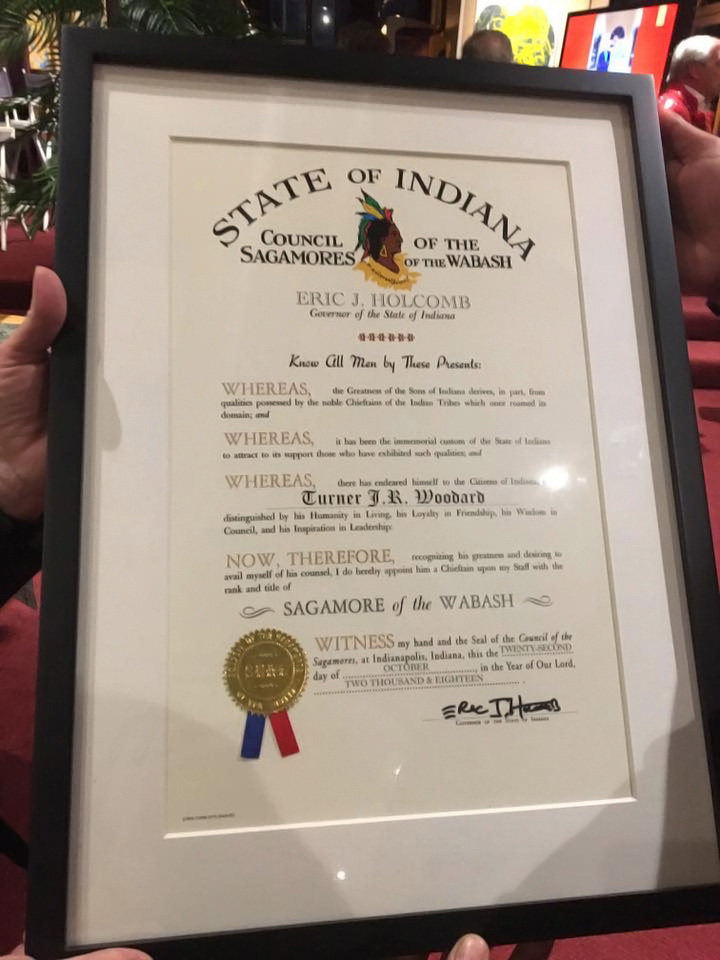 STATE OF INDIANA
COUNCIL OF THE
SAGAMORES OF THE WABASH
ERIC J. HOLCOMB
Governor of the State of Indiana
Know All Men by These Presents:
WHEREAS, the Greatness of the Sons of Indiana derives, in part, from
qualities possessed by the noble Chieftains of the Indian Tribes which once roamed its
domain; and
WHEREAS, it has been the immemorial custom of the State of Indiana
to attract to its support those who have exhibited such qualities; and
WHEREAS, there has endeared himself to the Citizens of Indiana,
Turner J.R. Woodard
distinguished by his Humanity in Living, his Loyalty in Friendship, his Wisdom in
Council, and his Inspiration in Leadership:
NOW, THEREFORE, recognizing his greatness and desiring to
avail myself of his counsel, I do hereby appoint him a Chieftain upon my Staff with the
rank and title of
SAGAMORE of the WABASH
WITNESS my hand and the Seal of the Council of the
Sagamores, at Indianapolis, Indiana, this the TWENTY-SECOND
day of OCTOBER, in the Year of Our Lord,
TWO THOUSAND & EIGHTEEN.
Eric J. Holcomb
GOVERNOR OF THE STATE OF INDIANA